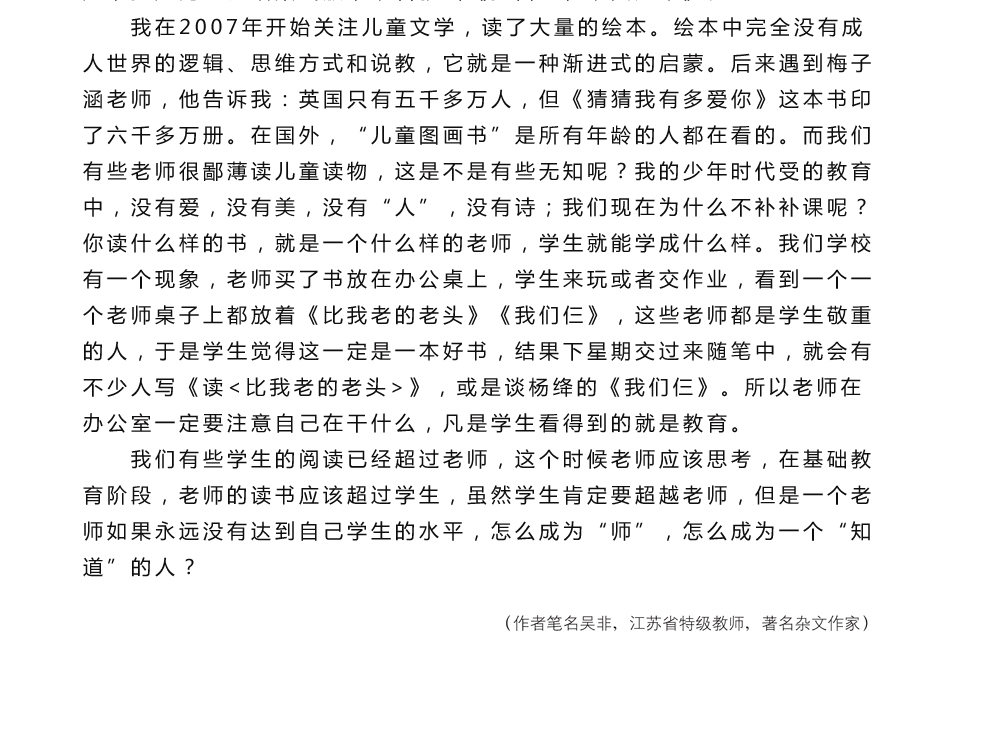 我在2007年开始关注儿童文学，读了大量的绘本。绘本中完全没有成
人世界的逻辑、思维方式和说教，它就是一种渐进式的启蒙。后来遇到梅子
涵老师，他告诉我：英国只有五千多万人，但《猜猜我有多爱你》这本书印
了六千多万册。在国外，“儿童图画书”是所有年龄的人都在看的。而我们
有些老师很鄙薄读儿童读物，这是不是有些无知呢？我的少年时代受的教育
中，没有爱，没有美，没有“人”，没有诗；我们现在为什么不补补课呢？
你读什么样的书，就是一个什么样的老师，学生就能学成什么样。我们学校
有一个现象，老师买了书放在办公桌上，学生来玩或者交作业，看到一个一
个老师桌子上都放着《比我老的老头》《我们仨》，这些老师都是学生敬重
的人，于是学生觉得这一定是一本好书，结果下星期交过来随笔中，就会有
不少人写《读<比我老的老头>》，或是谈杨绛的《我们仨》。所以老师在
办公室一定要注意自己在干什么，凡是学生看得到的就是教育。
我们有些学生的阅读已经超过老师，这个时候老师应该思考，在基础教
育阶段，老师的读书应该超过学生，虽然学生肯定要超越老师，但是一个老
师如果永远没有达到自己学生的水平，怎么成为“师”，怎么成为一个“知
道”的人？
（作者笔名吴非，江苏省特级教师，著名杂文作家）